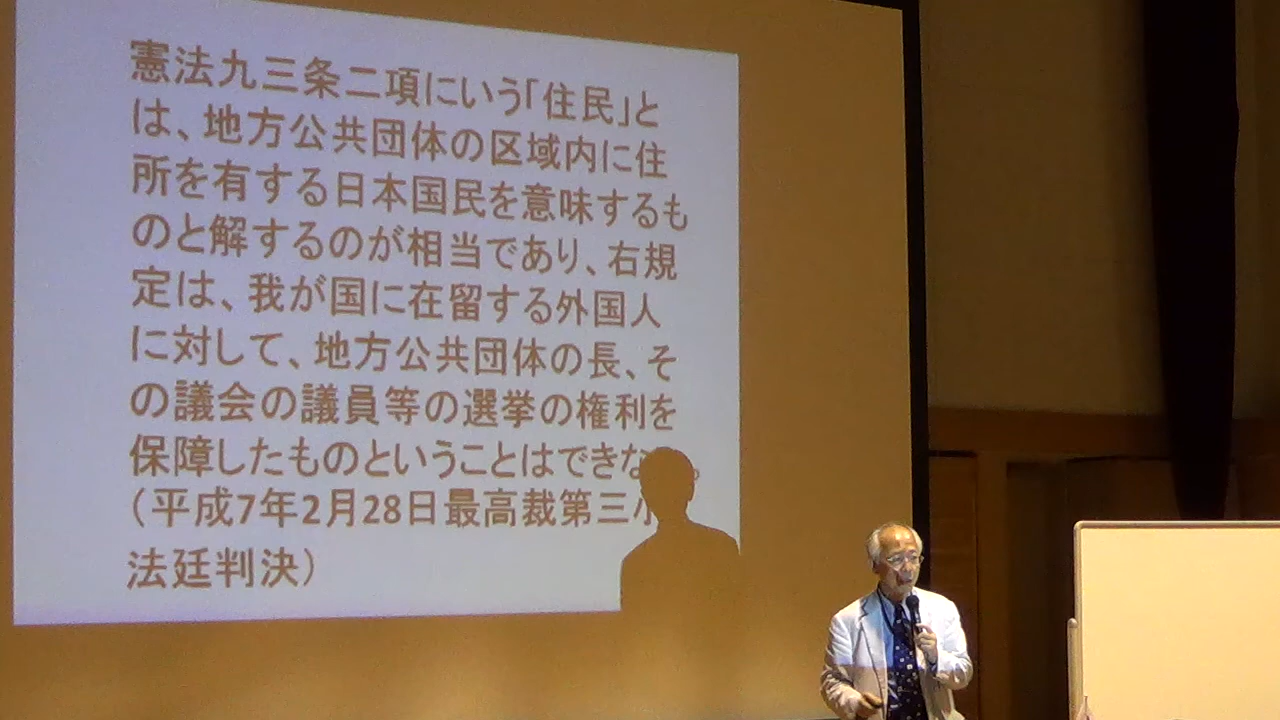 憲法九三条二項にいう「住民」と
は、地方公共団体の区域内に住
所を有する日本国民を意味するも
のと解するのが相当であり、右規
定は、我が国に在留する外国人
に対して、地方公共団体の長、そ
の議会の議員等の選挙の権利を
保障したものということはできな
（平成7年2月28日最高裁第三小
法廷判決）